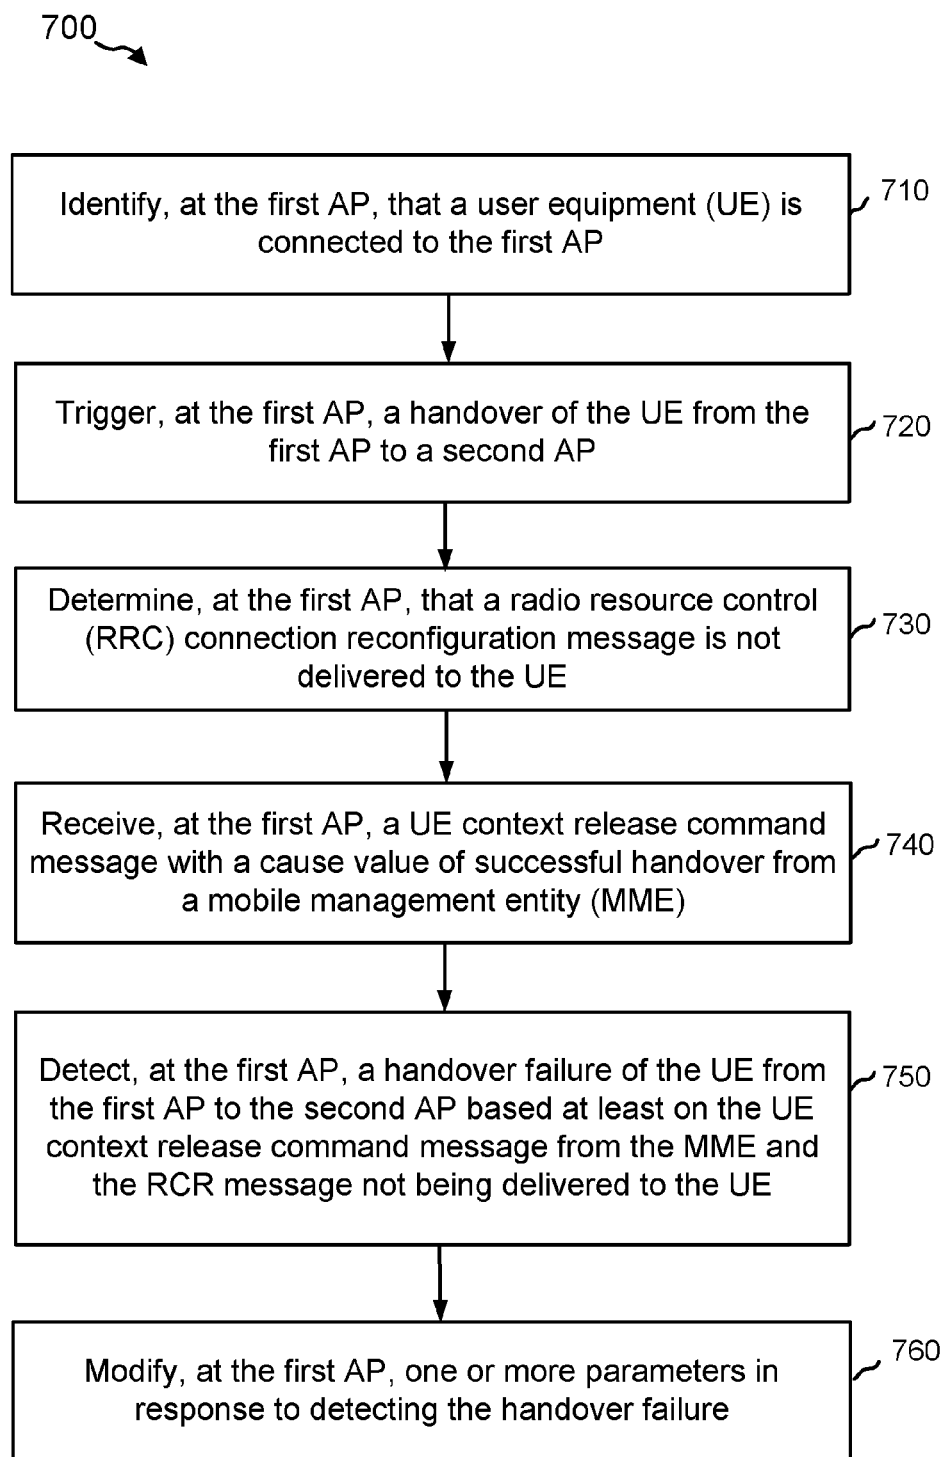 700
Identify, at the first AP, that a user equipment (UE) is
connected to the first AP
710
Trigger, at the first AP, a handover of the UE from the
first AP to a second AP
720
Determine, at the first AP, that a radio resource control
(RRC) connection reconfiguration message is not
delivered to the UE
730
Receive, at the first AP, a UE context release command
message with a cause value of successful handover from
a mobile management entity (MME)
740
Detect, at the first AP, a handover failure of the UE from
the first AP to the second AP based at least on the UE
context release command message from the MME and
the RCR message not being delivered to the UE
750
Modify, at the first AP, one or more parameters in
response to detecting the handover failure
760